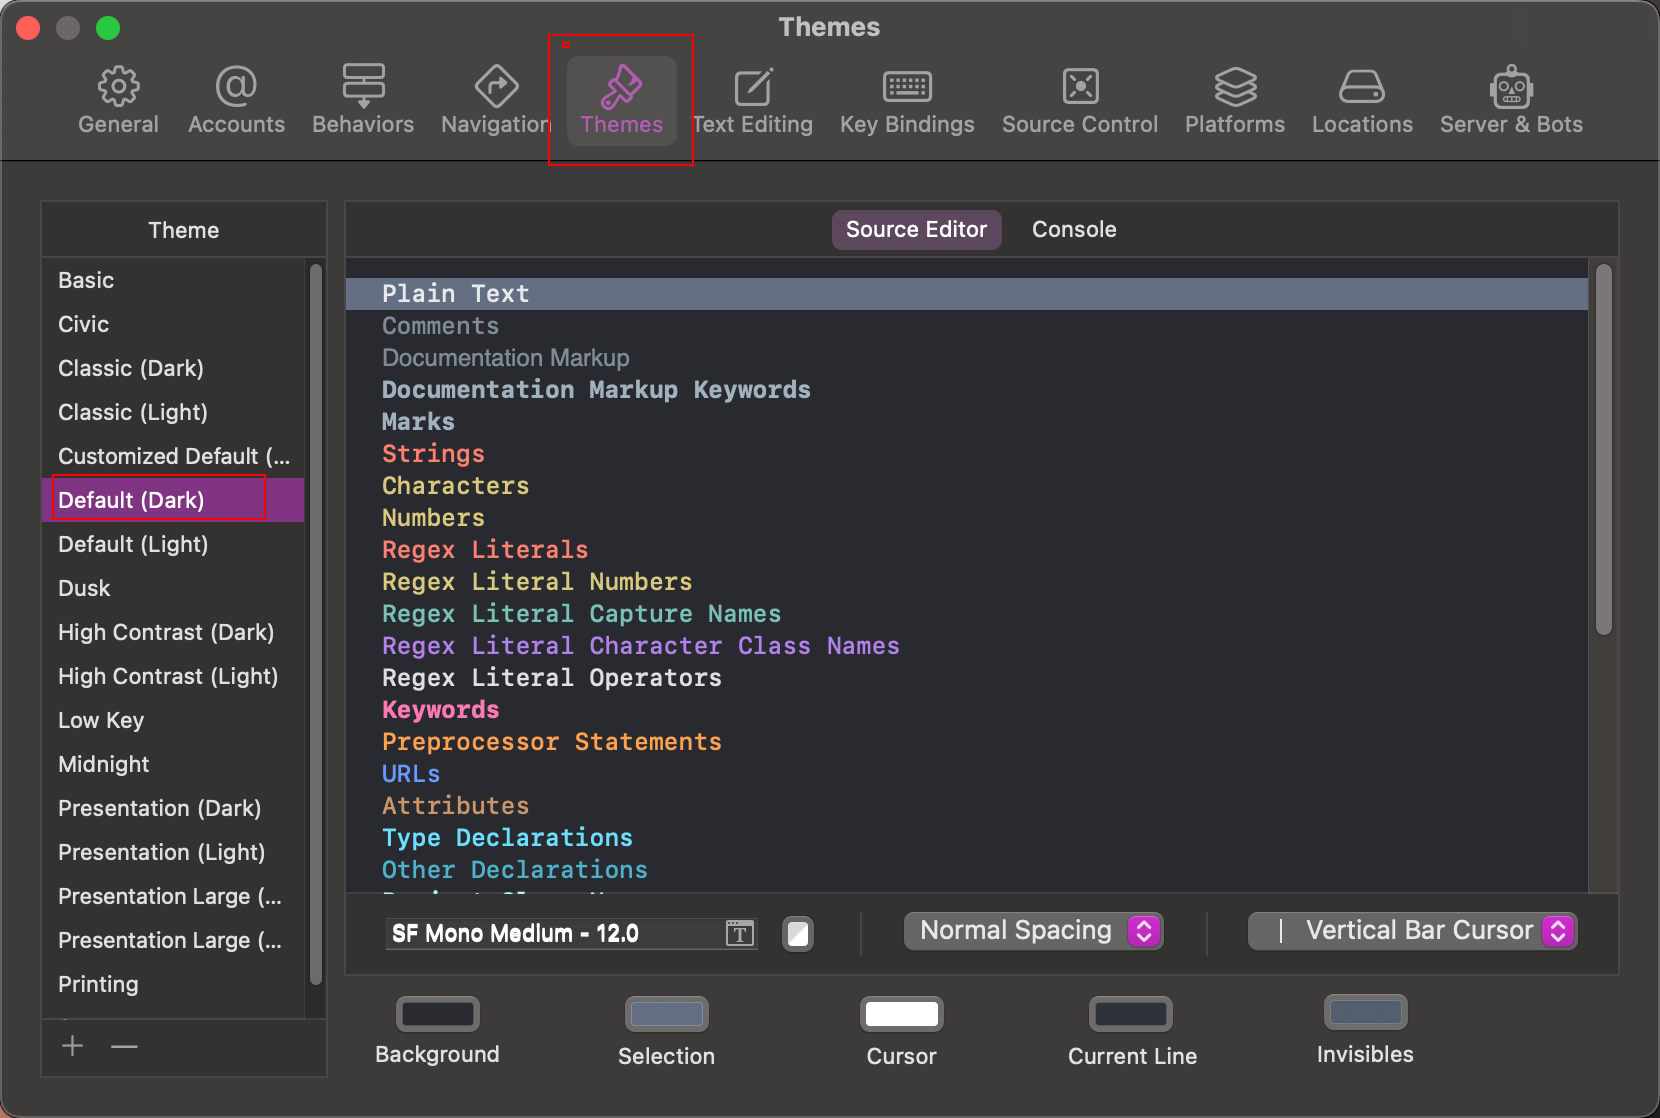 Themes
General
Accounts
Behaviors
Navigation
Themes
Text Editing
Key Bindings
Source Control
Platforms
Locations
Server & Bots
Theme
Basic
Civic
Classic (Dark)
Classic (Light)
Customized Default (...
Default (Dark)
Default (Light)
Dusk
High Contrast (Dark)
High Contrast (Light)
Low Key
Midnight
Presentation (Dark)
Presentation (Light)
Presentation Large (...
Presentation Large (...
Printing
Source Editor
Console
Plain Text
Comments
Documentation Markup
Documentation Markup Keywords
Marks
Strings
Characters
Numbers
Regex Literals
Regex Literal Numbers
Regex Literal Capture Names
Regex Literal Character Class Names
Regex Literal Operators
Keywords
Preprocessor Statements
URLs
Attributes
Type Declarations
Other Declarations
SF Mono Medium - 12.0
Normal Spacing
Vertical Bar Cursor
Background
Selection
Cursor
Current Line
Invisibles